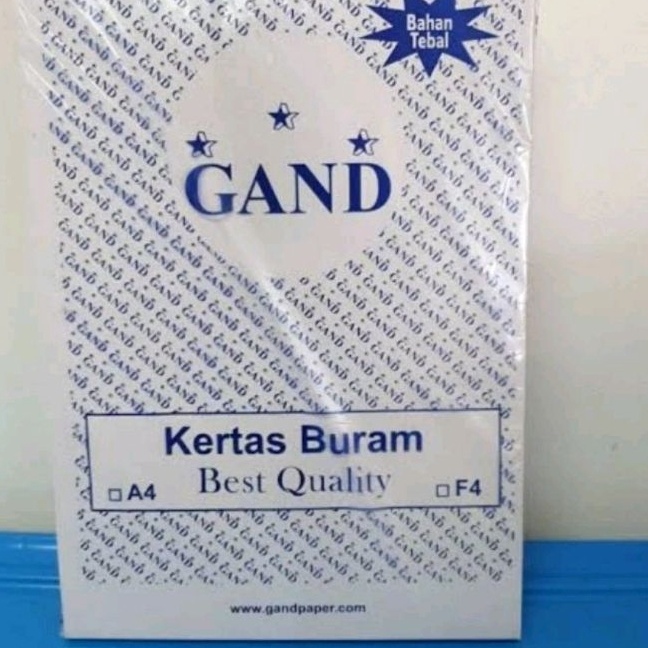 Bahan
Tebal
GAND
Kertas Buram
Best Quality
A4
F4
www.gandpaper.com